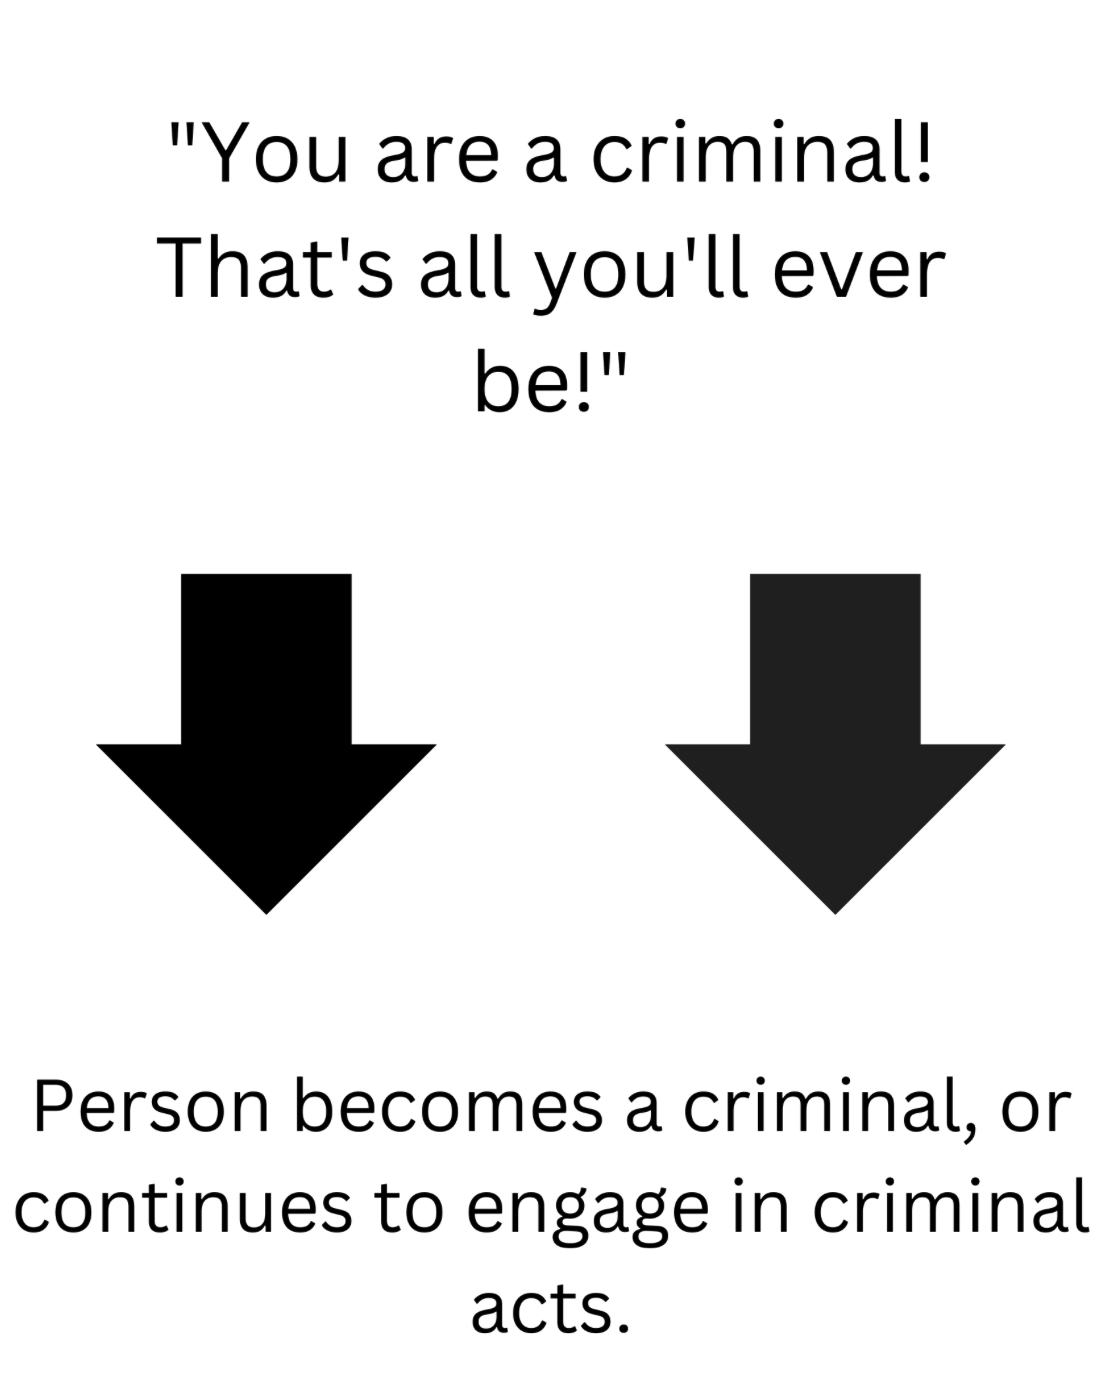 "You are a criminal!
That's all you'll ever
be!"
Person becomes a criminal, or
continues to engage in criminal
acts.